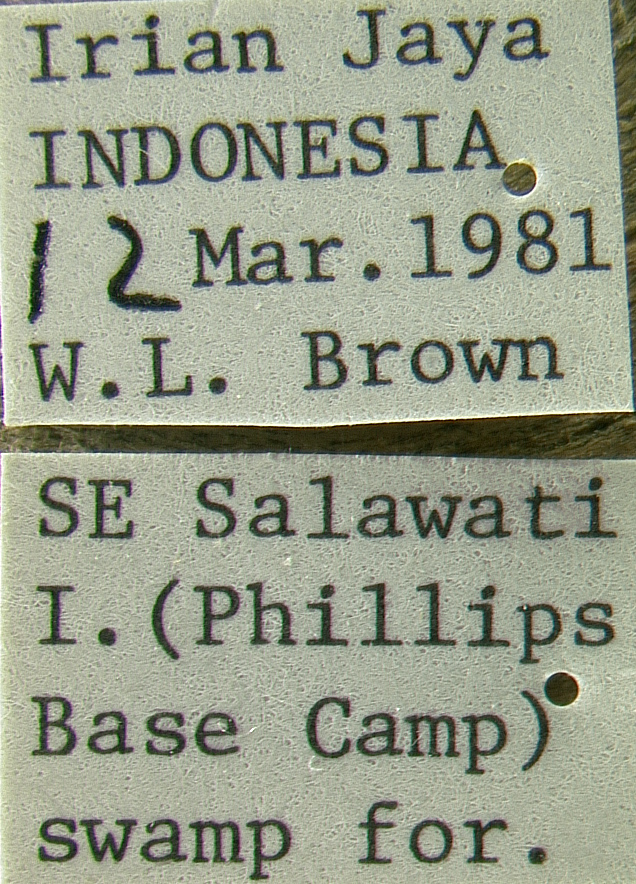 Irian Jaya
INDONESIA
12 Mar.1981
W.L. Brown
SE Salawati
I.(Phillips
Base Camp)
swamp for.